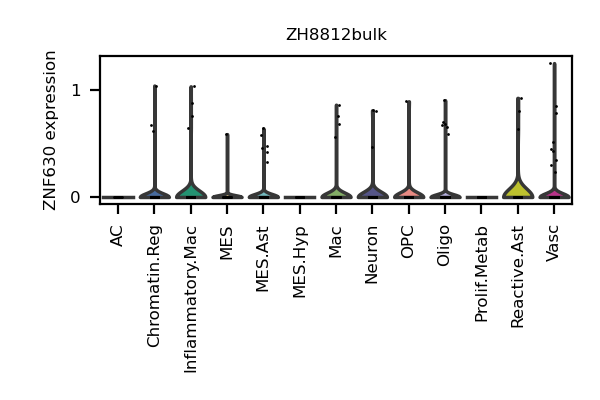 ZH8812bulk
ZNF630 expression
1
0
AC
Chromatin.Reg
Inflammatory.Mac
MES
MES.Ast
MES.Hyp
Mac
Neuron
OPC
Oligo
Prolif.Metab
Reactive.Ast
Vasc